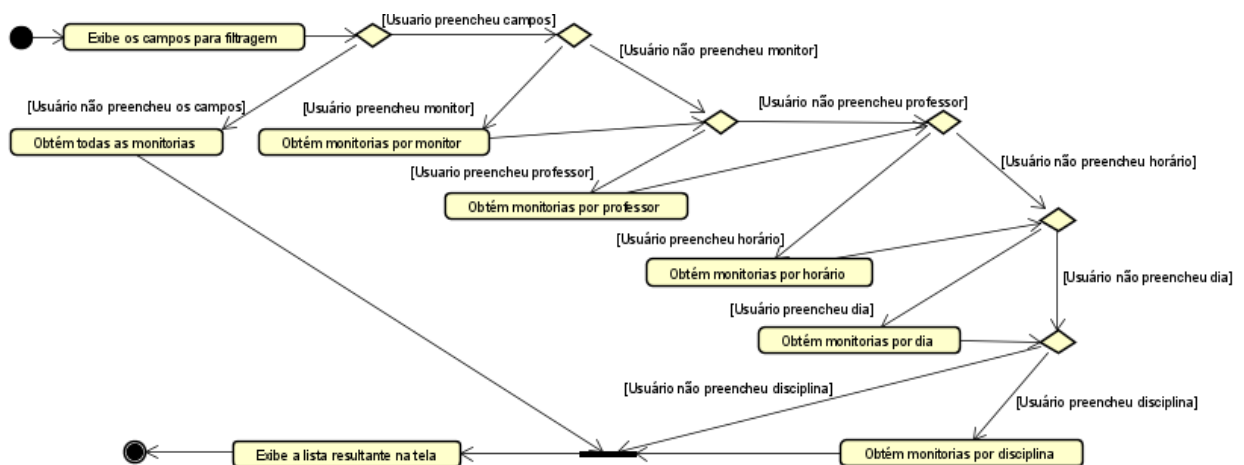 [Usuario preencheu campos]
Exibe os campos para filtragem
[Usuário não preencheu monitor]
[Usuário não preencheu os campos]
[Usuário preencheu monitor]
[Usuário não preencheu professor]
Obtém todas as monitorias
Obtém monitorias por monitor
[Usuário não preencheu horário]
[Usuario preencheu professor]
Obtém monitorias por professor
[Usuário preencheu horário]
Obtém monitorias por horário
[Usuário não preencheu dia]
[Usuário preencheu dia]
Obtém monitorias por dia
[Usuário não preencheu disciplina]
[Usuário preencheu disciplina]
Exibe a lista resultante na tela
Obtém monitorias por disciplina